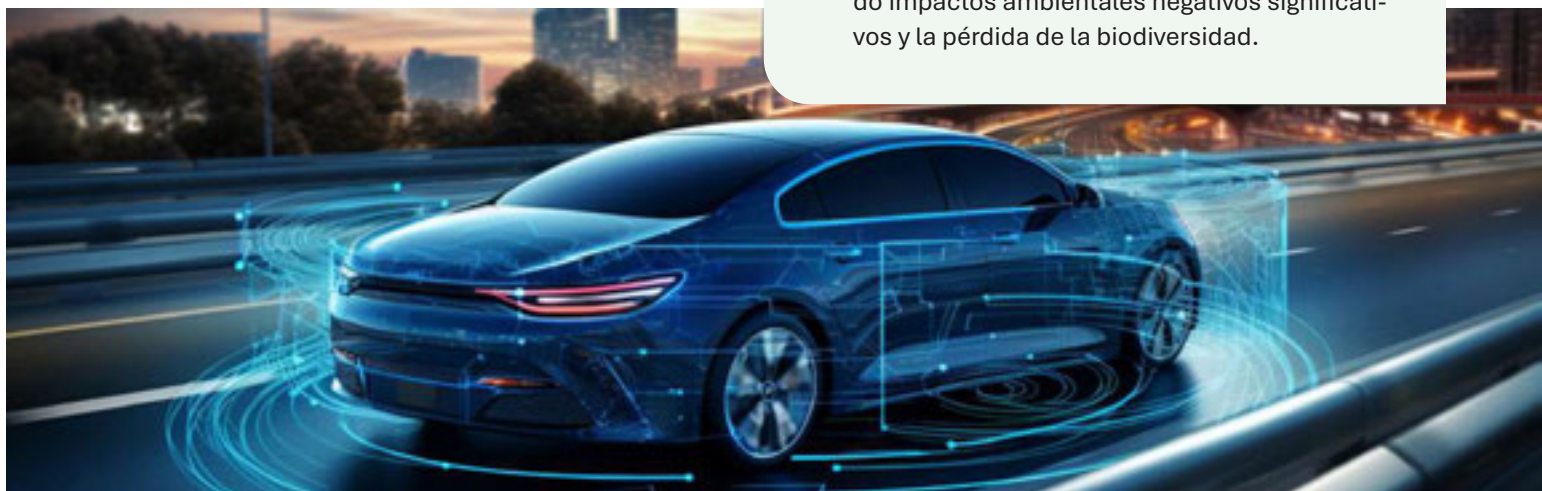 do impactos ambientales negativos significati-
vos y la pérdida de la biodiversidad.